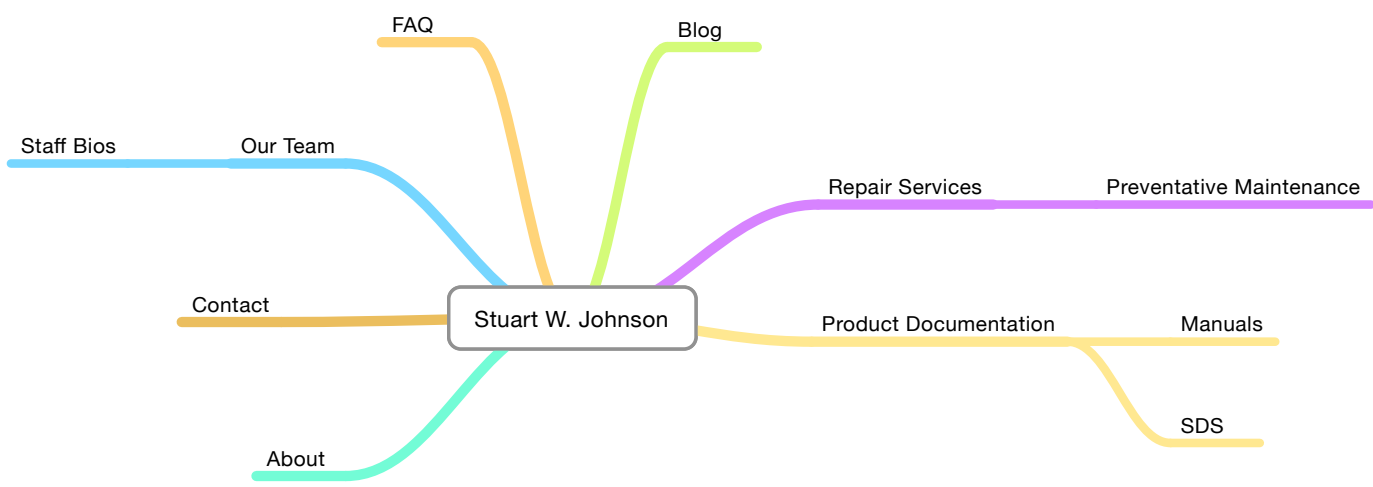 FAQ
Blog
Staff Bios
Our Team
Repair Services
Preventative Maintenance
Contact
Stuart W. Johnson
Product Documentation
Manuals
SDS
About